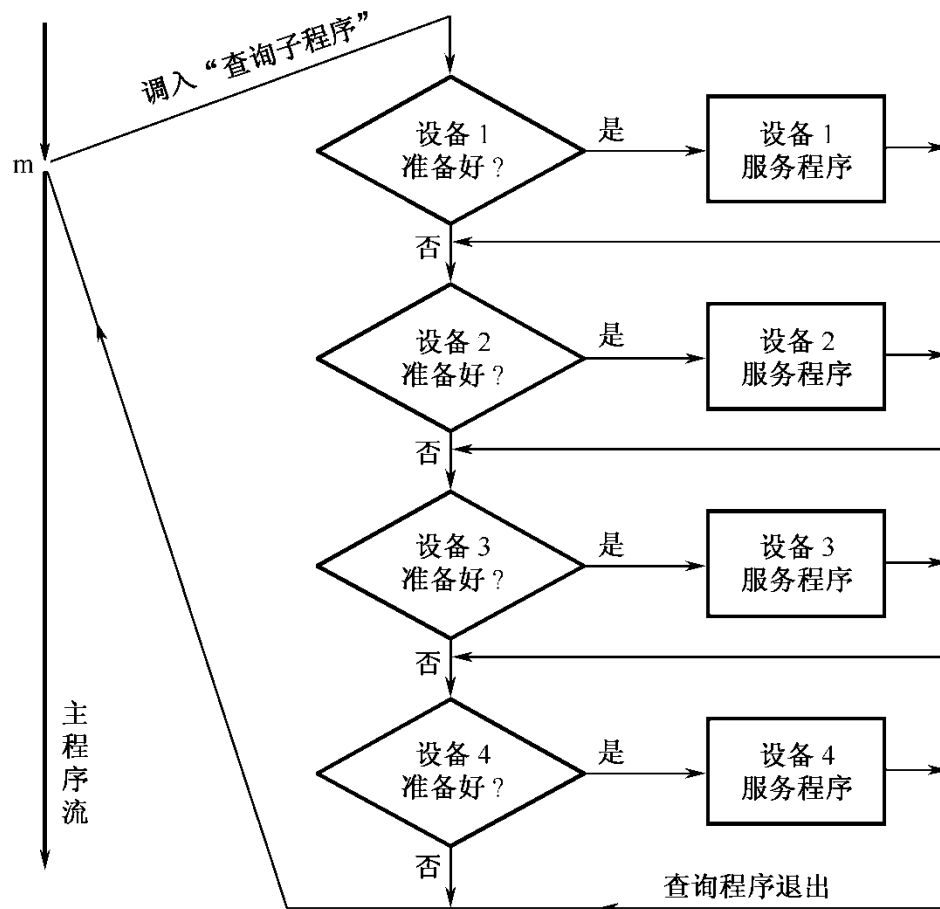 调入“查询子程序”
m
设备 1
准备好？
是
设备 1
服务程序
否
设备 2
准备好？
是
设备 2
服务程序
否
设备 3
准备好？
是
设备 3
服务程序
否
设备 4
准备好？
是
设备 4
服务程序
否
主程序流
查询程序退出